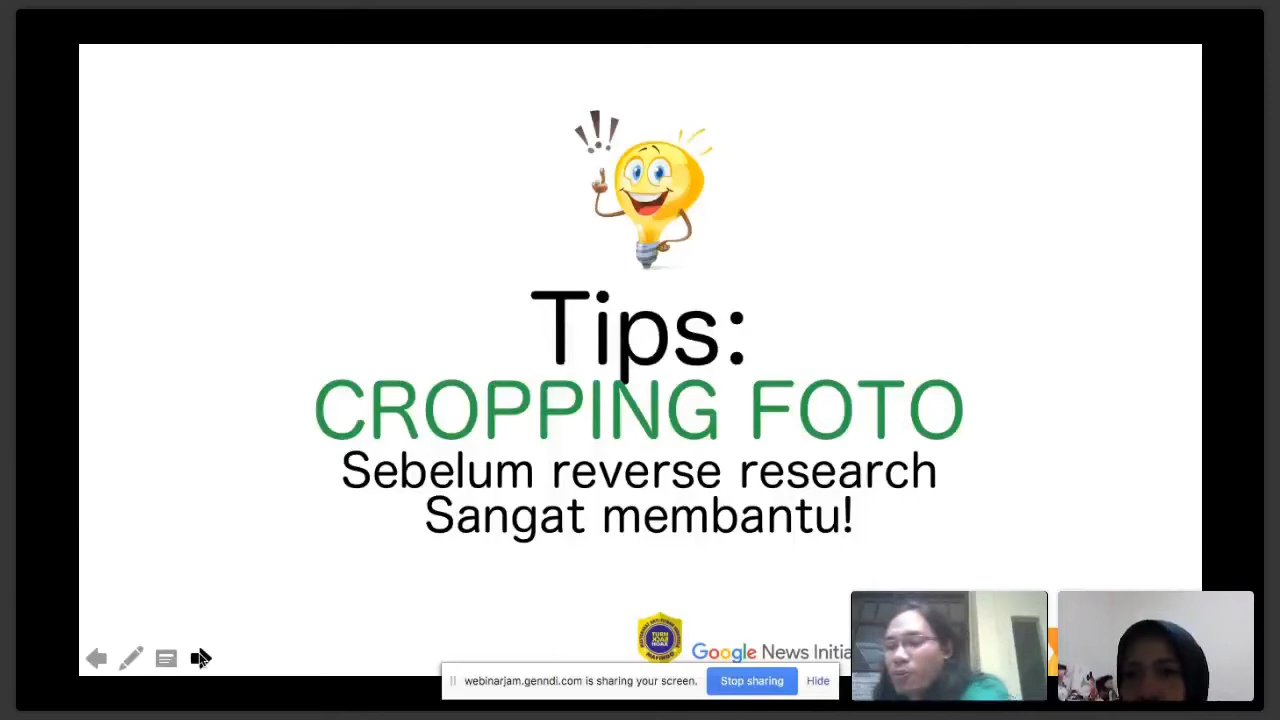 Tips:
CROPPING FOTO
Sebelum reverse research
Sangat membantu!
TURN
Google News Initia
webinarjam.genndi.com is sharing your screen.
Stop sharing
Hide